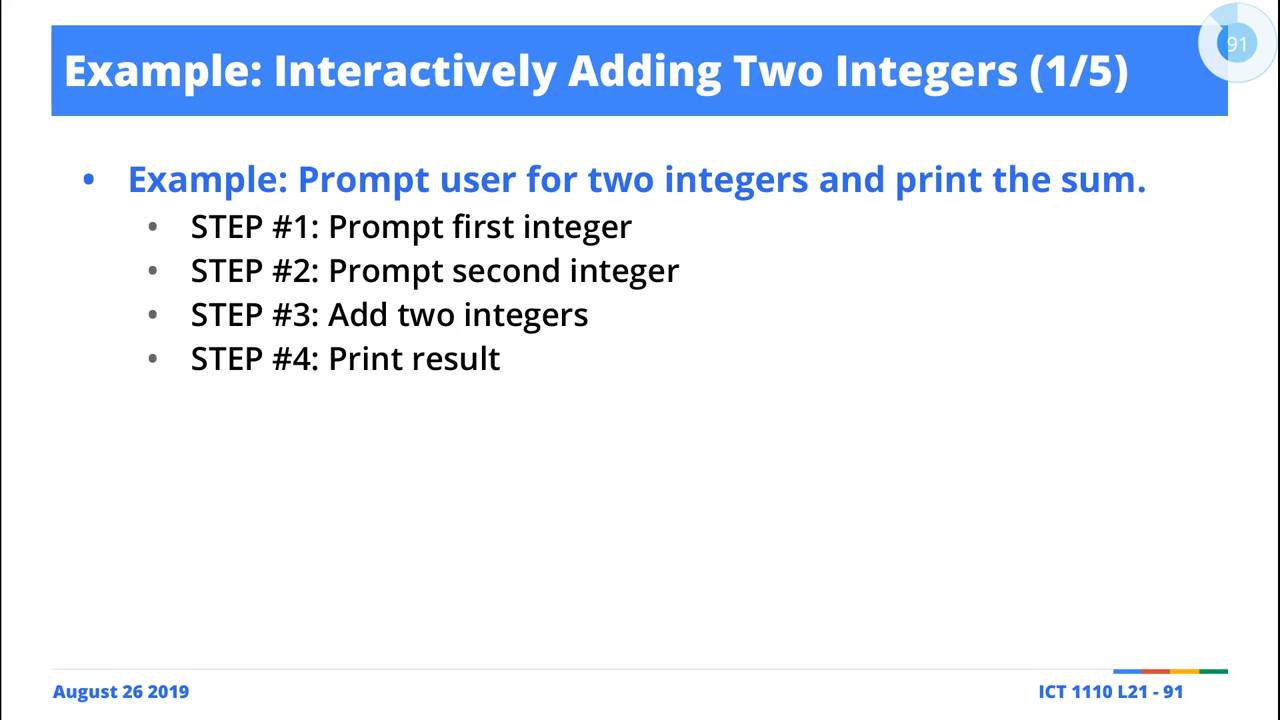 91
Example: Interactively Adding Two Integers (1/5)
• Example: Prompt user for two integers and print the sum.
• STEP #1: Prompt first integer
• STEP #2: Prompt second integer
• STEP #3: Add two integers
• STEP #4: Print result
August 26 2019
ICT 1110 L21 - 91